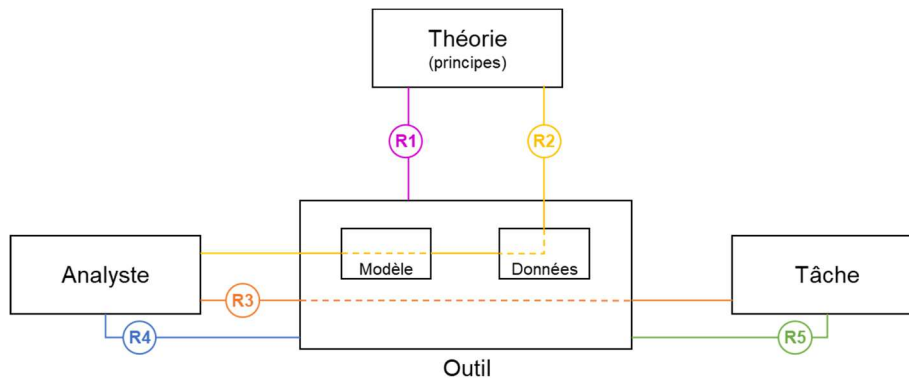 Théorie
(principes)
R1
R2
Modèle
Données
Analyste
Tâche
R3
R4
R5
Outil